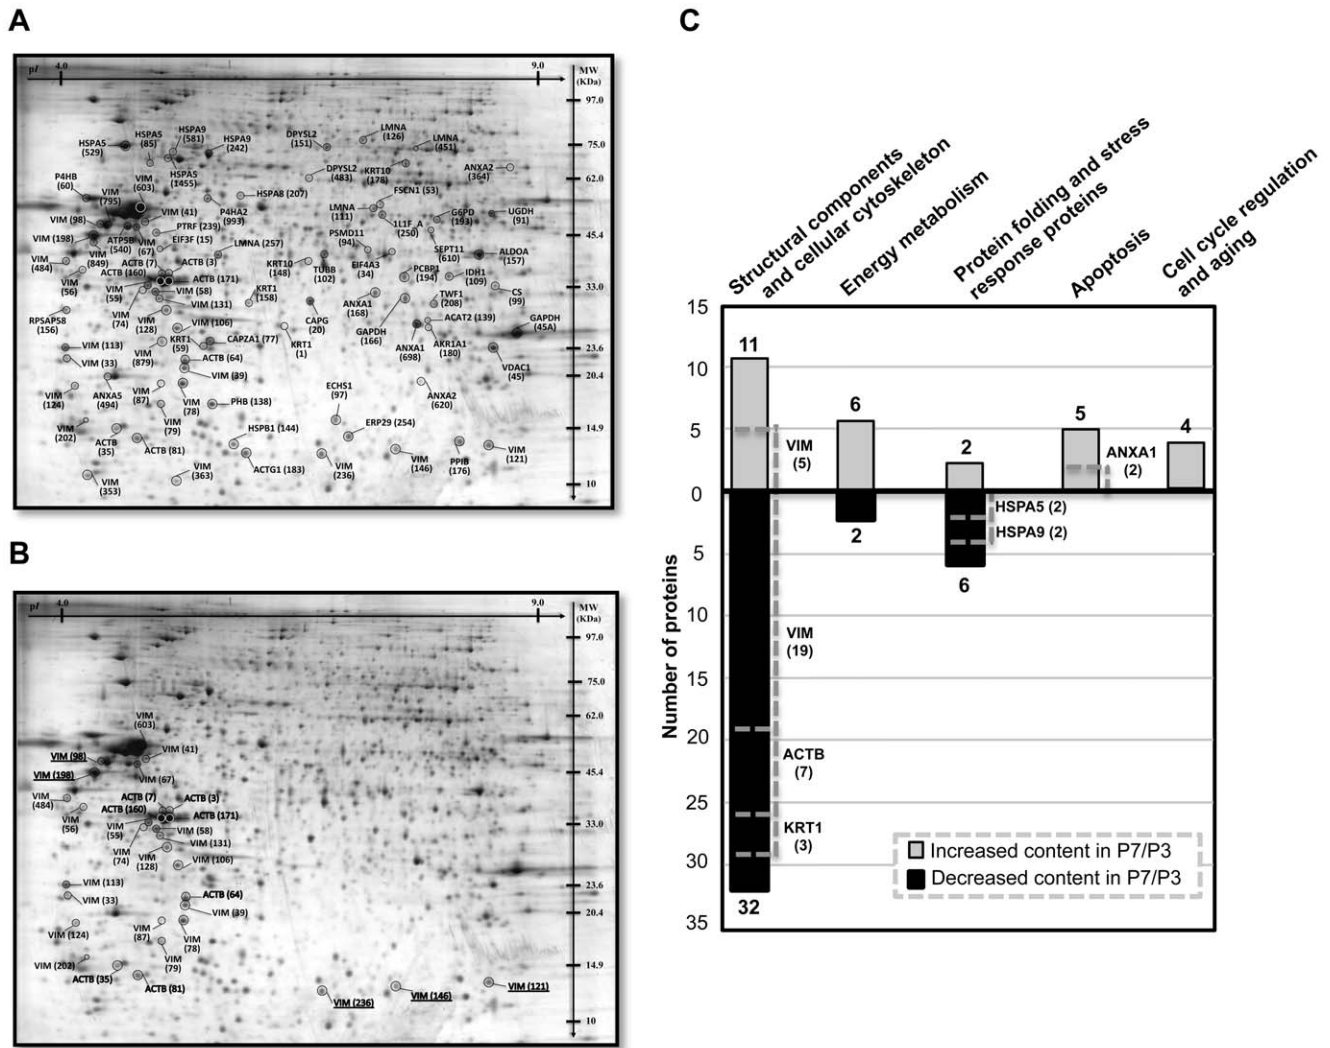 A
pI 4.0 9.0 MW
(KDa)
97.0
75.0
62.0
45.4
33.0
23.6
20.4
14.9
10
HSPA5
(529)
HSPA5
(85)
HSPA9
(581)
HSPA9
(242)
HSPA5
(1455)
DPYSL2
(151)
LMNA
(126)
LMNA
(451)
KRT10
(178)
ANXA2
(364)
DPYSL2
(483)
P4HB
(60)
VIM
(603)
VIM
(795)
HSPA8 (207)
P4HA2
(993)
FSCN1 (53)
LMNA
(111)
1L1F_A
(250)
G6PD
(193)
UGDH
(91)
VIM (98)
VIM (41)
PTRF (239)
VIM (198)
ATP5B
(540)
VIM
(67)
EIF3F (15)
LMNA (257)
PSMD11
(94)
SEPT11
(610)
ALDOA
(157)
VIM
(484)
VIM
(849)
ACTB (7)
ACTB (3)
ACTB (160)
ACTB (171)
KRT10
(148)
TUBB
(102)
EIF4A3
(34)
PCBP1
(194)
IDH1
(109)
CS
(99)
VIM
(56)
VIM
(55)
VIM (58)
VIM (131)
KRT1
(158)
ANXA1
(168)
TWF1
(208)
RPSAP58
(156)
VIM
(74)
VIM
(128)
VIM (106)
CAPG
(20)
GAPDH
(166)
ACAT2 (139)
GAPDH
(45A)
VIM (113)
VIM
(879)
KRT1
(59)
CAPZA1 (77)
KRT1
(1)
ANXA1
(698)
AKR1A1
(180)
VDAC1
(45)
VIM (33)
ACTB (64)
VIM (39)
VIM
(124)
ANXA5
(494)
VIM
(87)
VIM
(78)
ECHS1
(97)
ANXA2
(620)
VIM
(79)
PHB (138)
VIM
(202)
ACTB
(35)
ACTB (81)
HSPB1 (144)
ERP29 (254)
ACTG1 (183)
VIM
(236)
VIM
(146)
PPIB
(176)
VIM
(121)
VIM
(353)
VIM
(363)
B
pI 4.0 9.0 MW
(KDa)
97.0
75.0
62.0
45.4
33.0
23.6
20.4
14.9
10
VIM
(603)
VIM (98)
VIM (41)
VIM (198)
VIM (67)
VIM
(484)
ACTB (7)
ACTB (3)
ACTB (160)
ACTB (171)
VIM
(56)
VIM
(55)
VIM (58)
VIM
(74)
VIM (131)
VIM
(128)
VIM (106)
VIM (113)
VIM (33)
ACTB (64)
VIM (39)
VIM (124)
VIM
(87)
VIM
(78)
VIM
(79)
VIM (202)
ACTB
(35)
ACTB (81)
VIM (236)
VIM (146)
VIM (121)
C
Structural components
and cellular cytoskeleton
Energy metabolism
Protein folding and stress
response proteins
Apoptosis
Cell cycle regulation
and aging
Number of proteins
15
10
5
0
5
10
15
20
25
30
35
11
6
2
5
4
VIM
(5)
ANXA1
(2)
HSPA5 (2)
HSPA9 (2)
2
6
VIM
(19)
ACTB
(7)
KRT1
(3)
32
Increased content in P7/P3
Decreased content in P7/P3